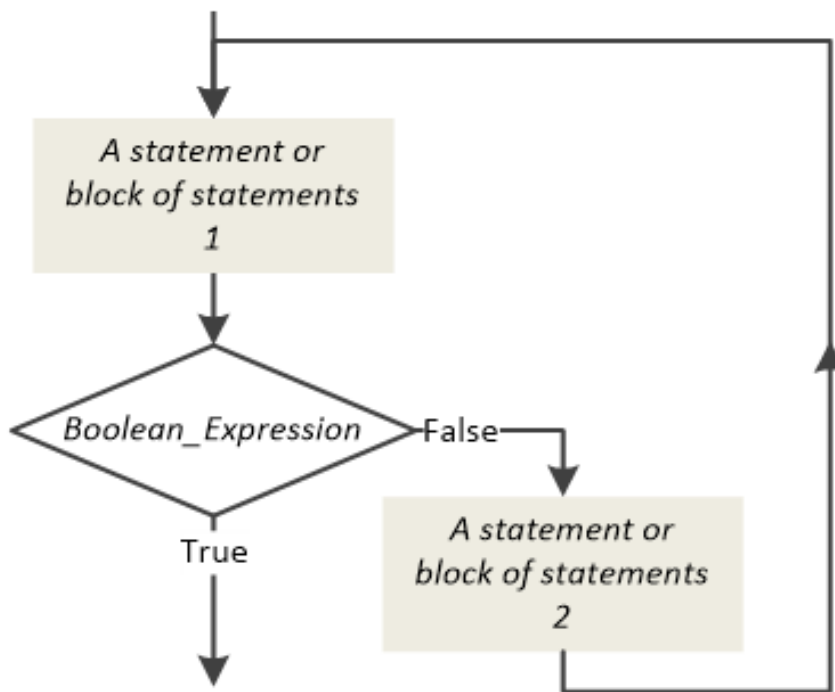 A statement or
block of statements
1
Boolean_Expression
False
True
A statement or
block of statements
2